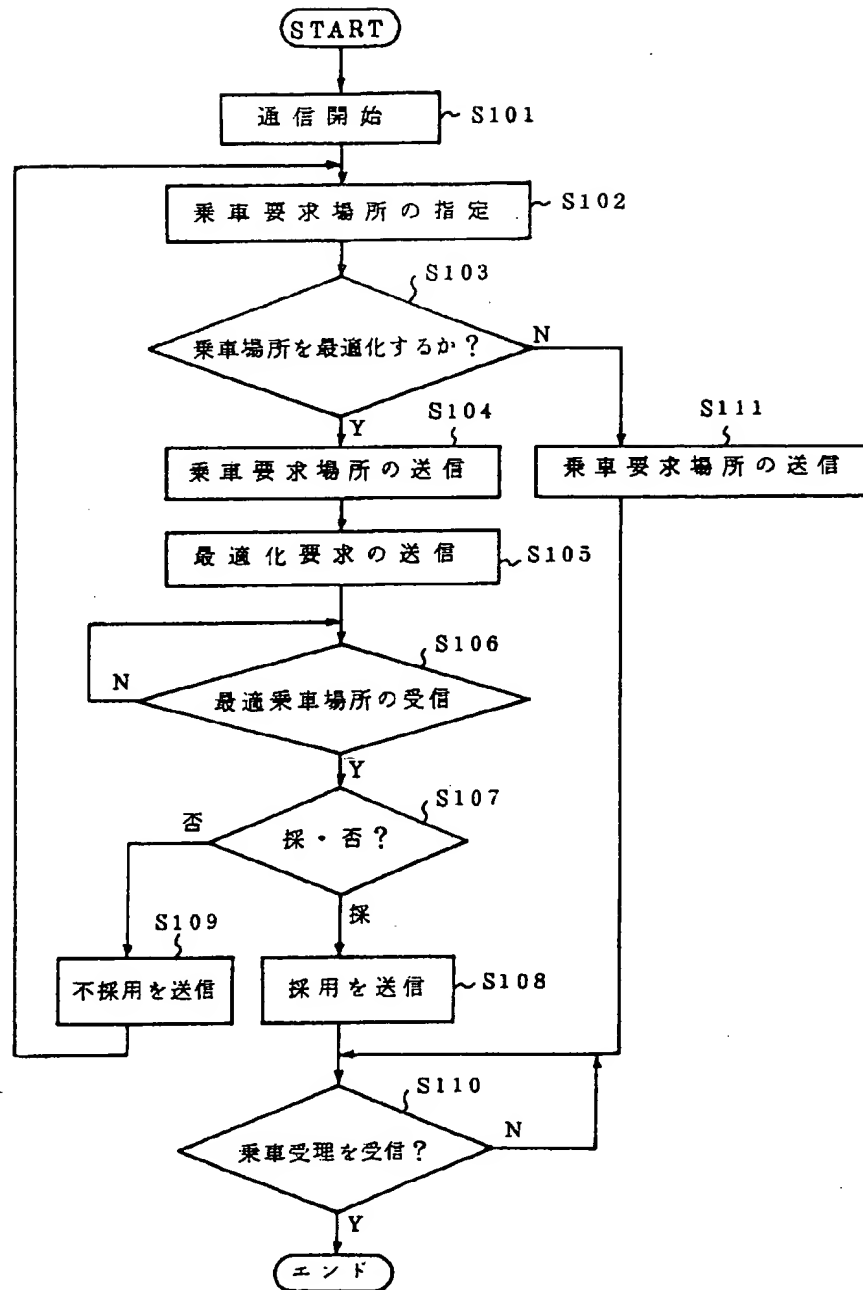 START
通信開始
S101
乗車要求場所の指定
S102
S103
乗車場所を最適化するか?
N
Y
S104
乗車要求場所の送信
S111
乗車要求場所の送信
最適化要求の送信
S105
S106
N
最適乗車場所の受信
Y
S107
否
採・否?
採
S109
不採用を送信
採用を送信
S108
S110
乗車受理を受信?
N
Y
エンド